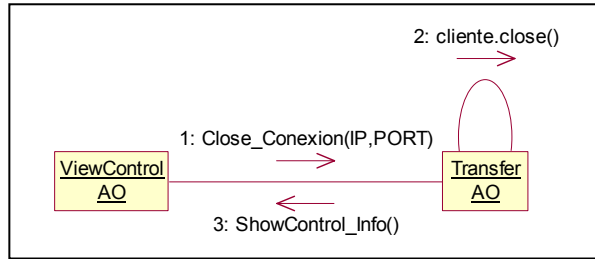 2: cliente.close()
1: Close_Conexion(IP,PORT)
ViewControl
AO
Transfer
AO
3: ShowControl_Info()